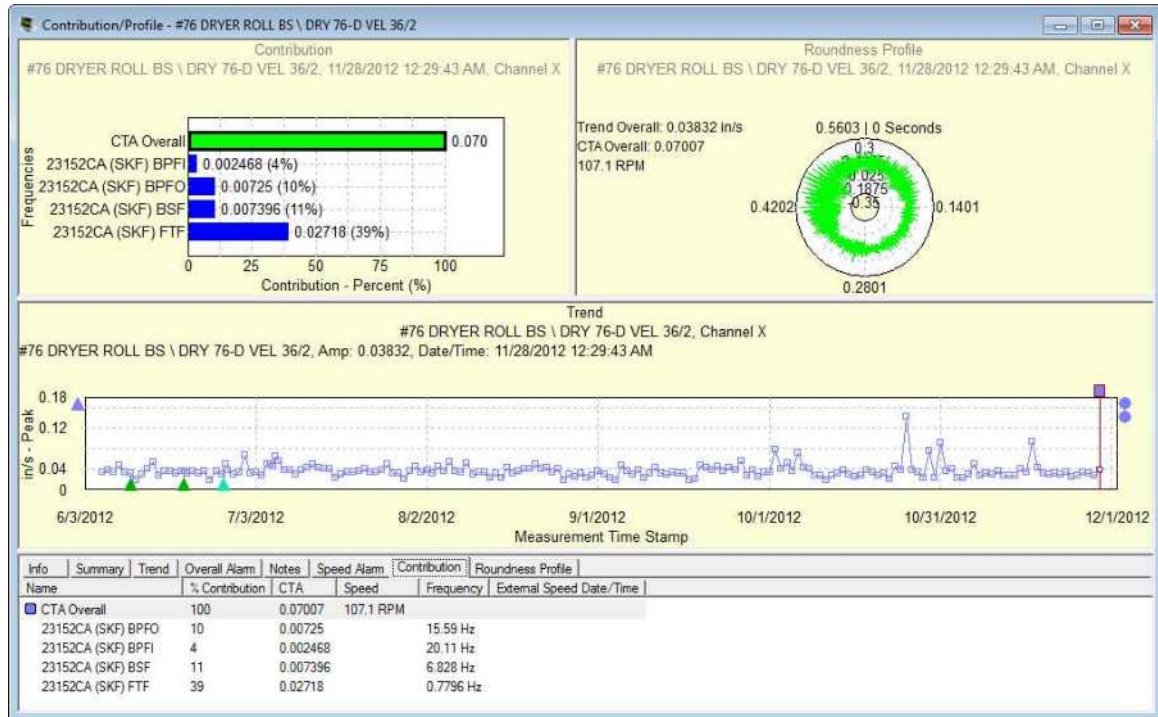 Contribution/Profile - #76 DRYER ROLL BS \ DRY 76-D VEL 36/2
Contribution
#76 DRYER ROLL BS \ DRY 76-D VEL 36/2, 11/28/2012 12:29:43 AM, Channel X
Frequencies
CTA Overall 0.070
23152CA (SKF) BPFI 0.002468 (4%)
23152CA (SKF) BPFO 0.00725 (10%)
23152CA (SKF) BSF 0.007396 (11%)
23152CA (SKF) FTF 0.02718 (39%)
0 25 50 75 100
Contribution - Percent (%)
Roundness Profile
#76 DRYER ROLL BS \ DRY 76-D VEL 36/2, 11/28/2012 12:29:43 AM, Channel X
Trend Overall: 0.03832 in/s
CTA Overall: 0.07007
107.1 RPM
0.5603 | 0 Seconds
0.3
0.025
0.1875
-0.35
0.4202
0.1401
0.2801
Trend
#76 DRYER ROLL BS \ DRY 76-D VEL 36/2, Channel X
#76 DRYER ROLL BS \ DRY 76-D VEL 36/2, Amp: 0.03832, Date/Time: 11/28/2012 12:29:43 AM
in/s - Peak
0.18
0.12
0.04
0
6/3/2012 7/3/2012 8/2/2012 9/1/2012 10/1/2012 10/31/2012 12/1/2012
Measurement Time Stamp
Info Summary Trend Overall Alarm Notes Speed Alarm Contribution Roundness Profile
Name % Contribution CTA Speed Frequency External Speed Date/Time
CTA Overall 100 0.07007 107.1 RPM
23152CA (SKF) BPFO 10 0.00725 15.59 Hz
23152CA (SKF) BPFI 4 0.002468 20.11 Hz
23152CA (SKF) BSF 11 0.007396 6.828 Hz
23152CA (SKF) FTF 39 0.02718 0.7796 Hz